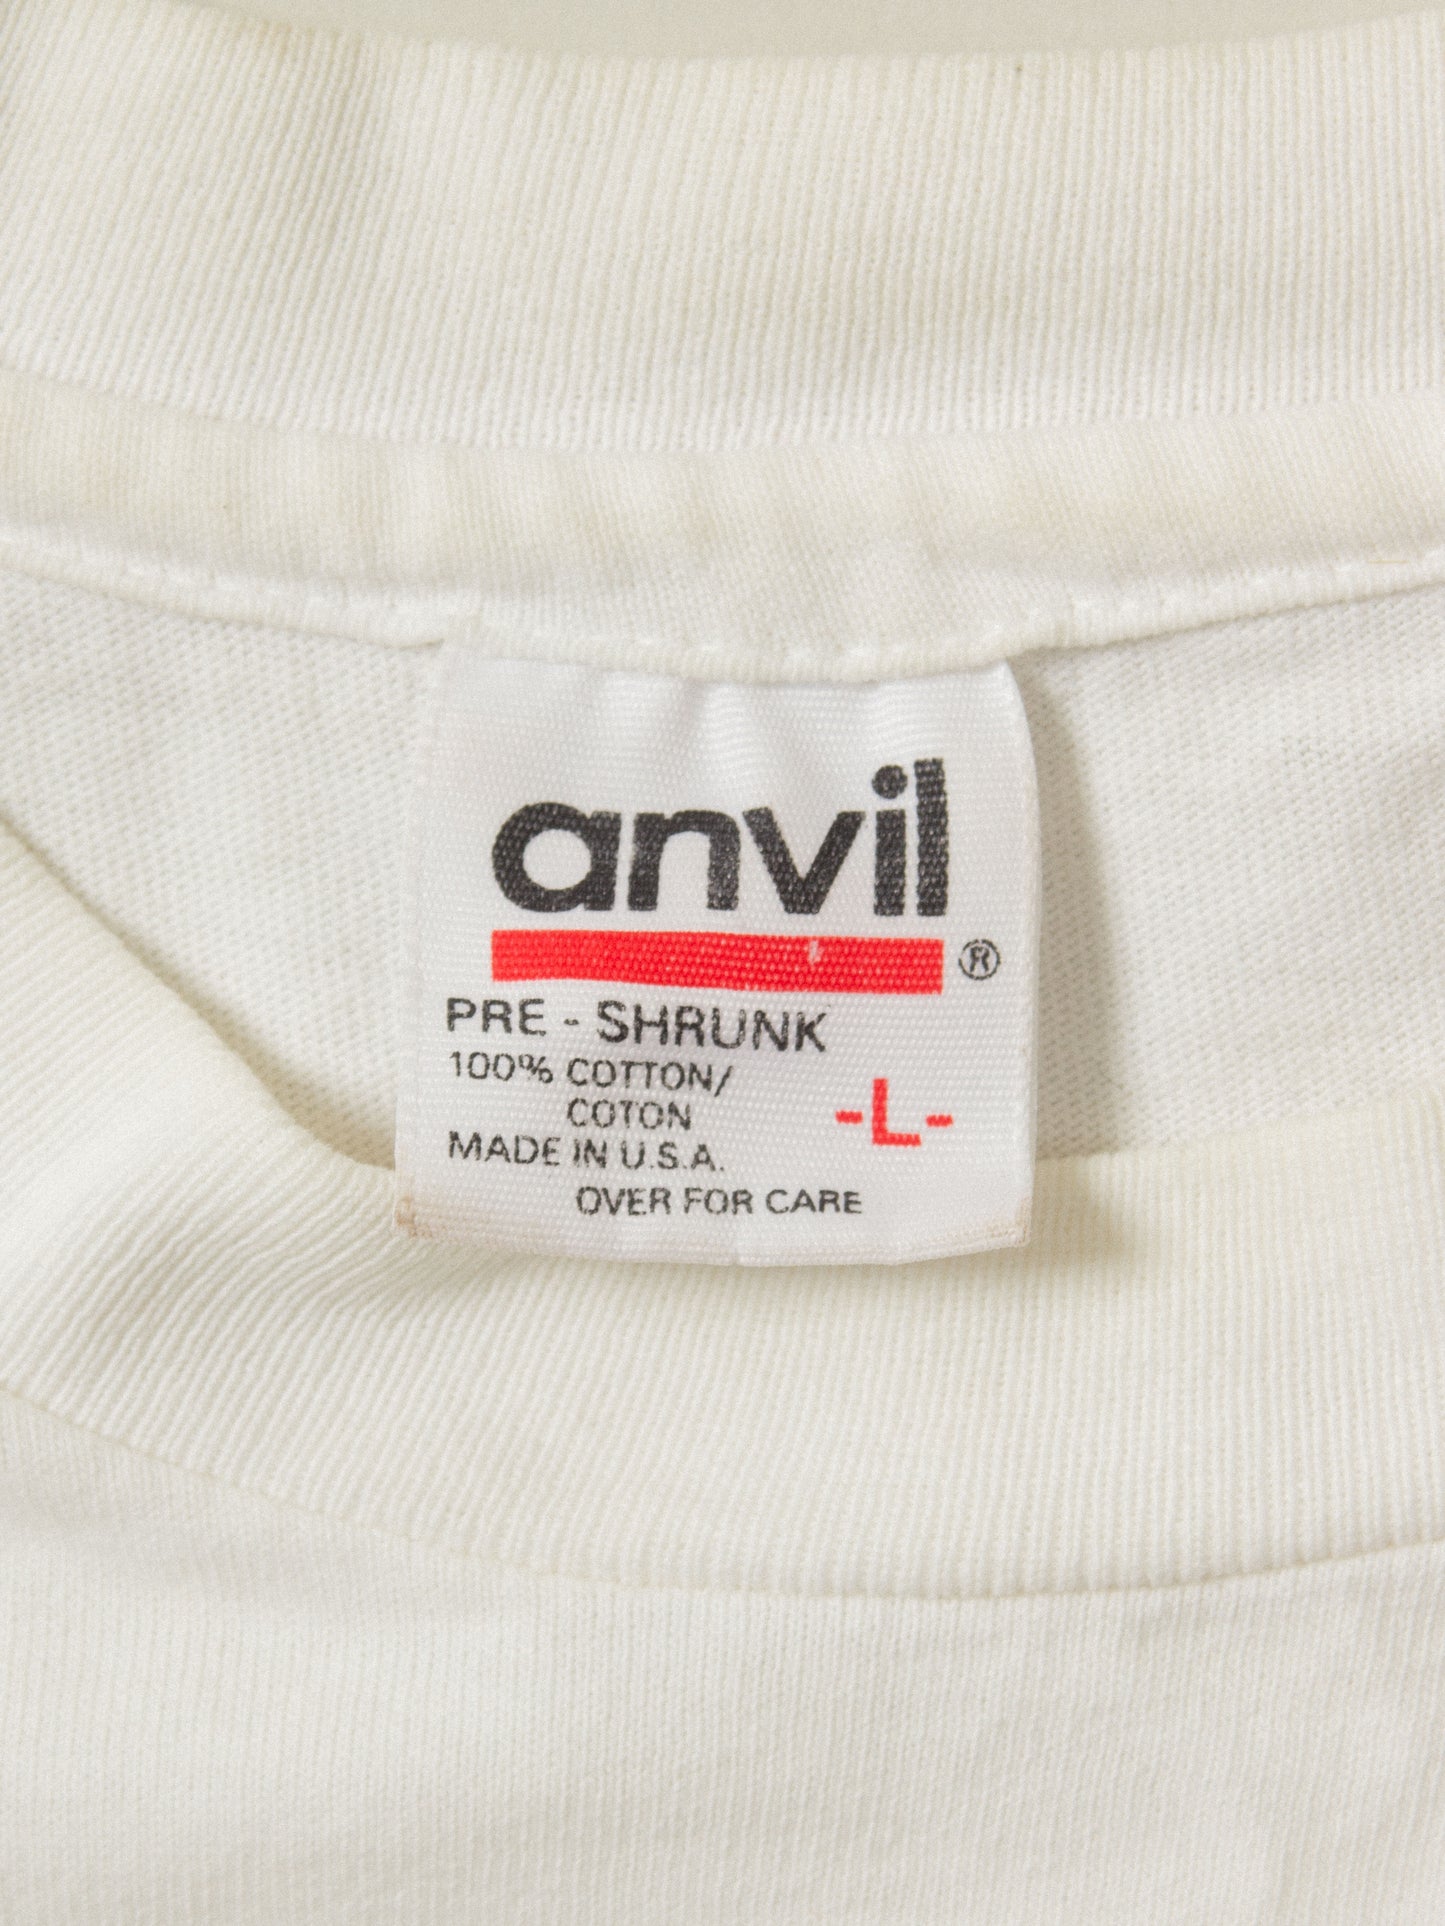 anvil
®
PRE - SHRUNK
100% COTTON/
COTON
-L-
MADE IN U.S.A.
OVER FOR CARE